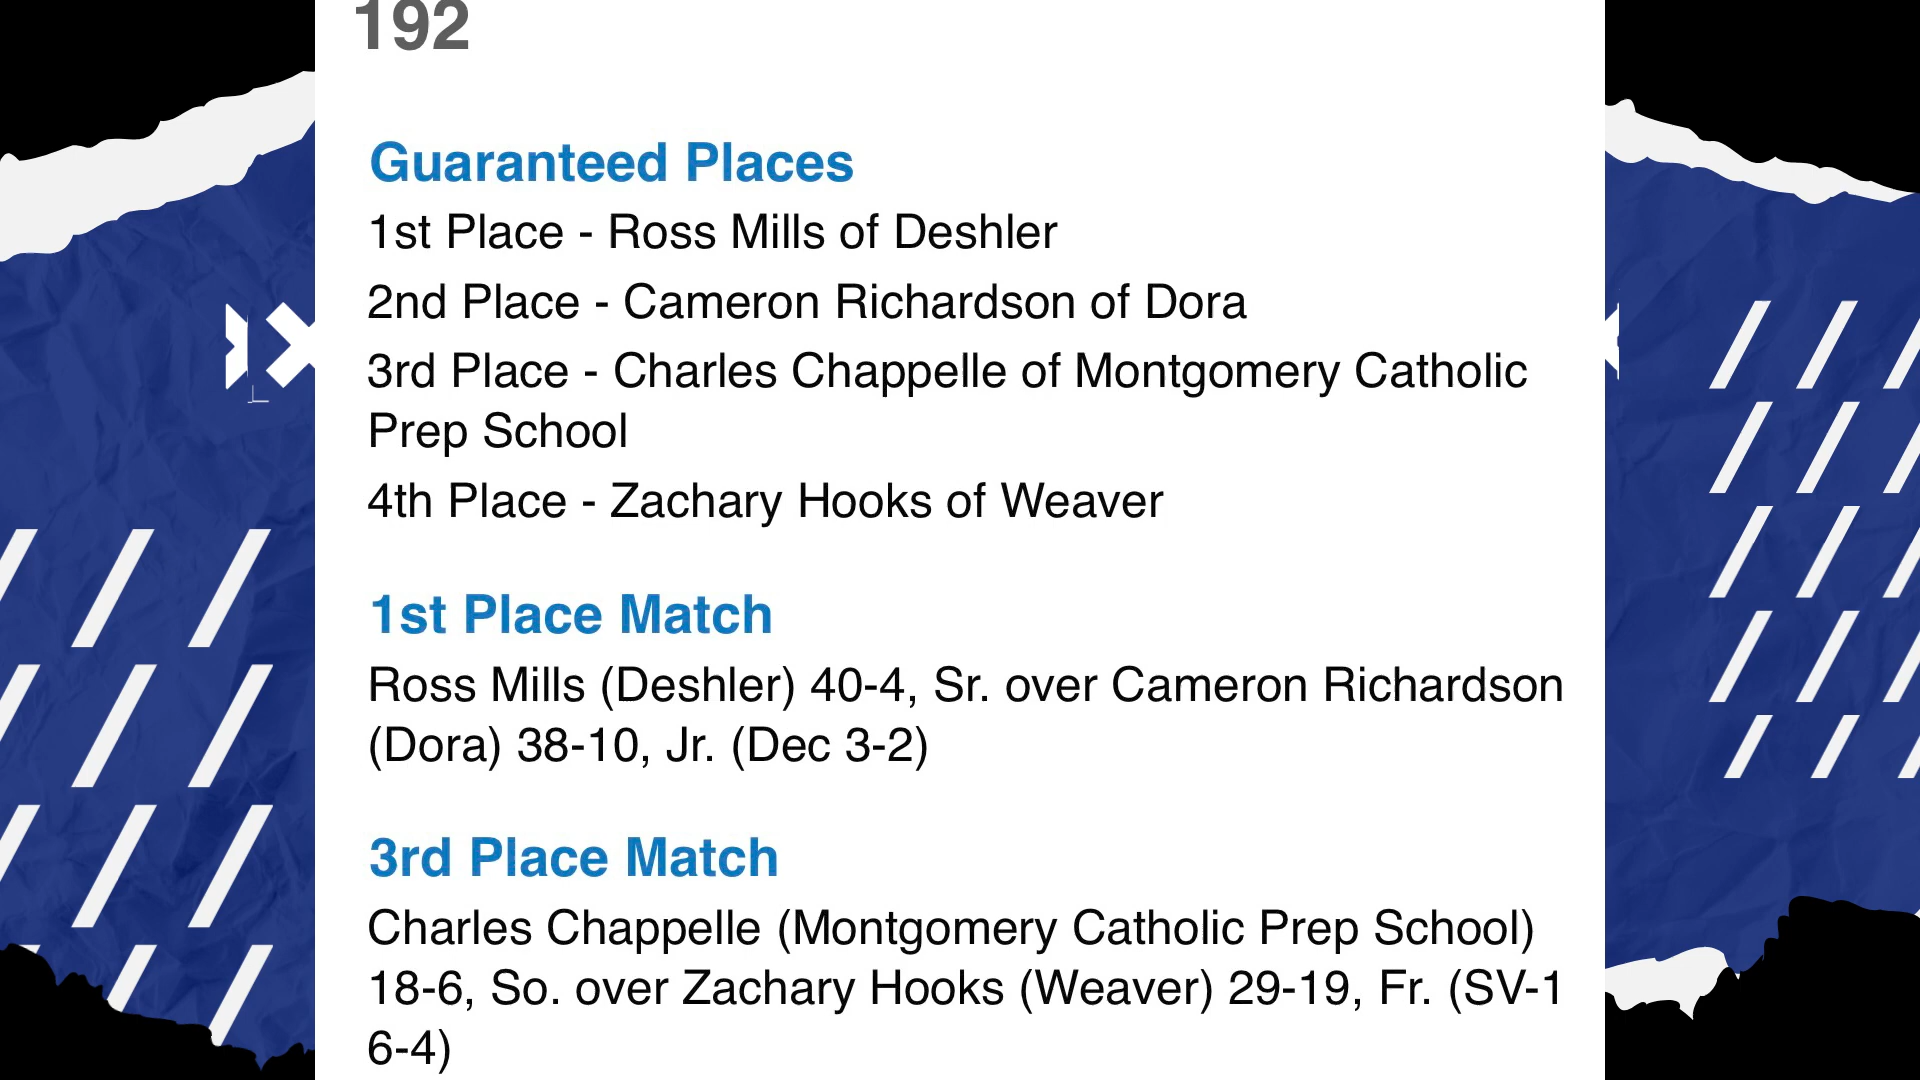 192
Guaranteed Places
1st Place - Ross Mills of Deshler
2nd Place - Cameron Richardson of Dora
3rd Place - Charles Chappelle of Montgomery Catholic
Prep School
4th Place - Zachary Hooks of Weaver
1st Place Match
Ross Mills (Deshler) 40-4, Sr. over Cameron Richardson
(Dora) 38-10, Jr. (Dec 3-2)
3rd Place Match
Charles Chappelle (Montgomery Catholic Prep School)
18-6, So. over Zachary Hooks (Weaver) 29-19, Fr. (SV-1
6-4)